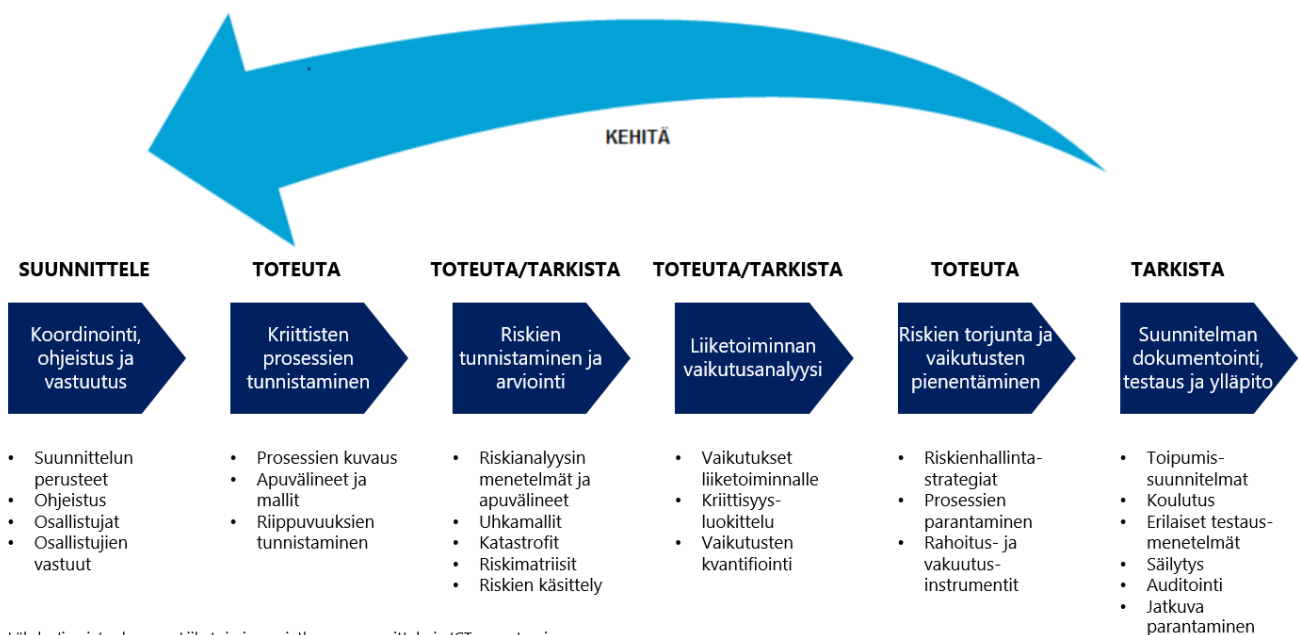 KEHITÄ
SUUNNITTELE
TOTEUTA
TOTEUTA/TARKISTA
TOTEUTA/TARKISTA
TOTEUTA
TARKISTA
Koordinointi,
ohjeistus ja
vastuutus
Kriittisten
prosessien
tunnistaminen
Riskien
tunnistaminen ja
arviointi
Liiketoiminnan
vaikutusanalyysi
Riskien torjunta ja
vaikutusten
pienentäminen
Suunnitelman
dokumentointi,
testaus ja ylläpito
• Suunnittelun
perusteet
• Ohjeistus
• Osallistujat
• Osallistujien
vastuut
• Prosessien kuvaus
• Apuvälineet ja
mallit
• Riippuvuuksien
tunnistaminen
• Riskianalyysin
menetelmä ja
apuvälineet
• Uhkamallit
• Katastrofit
• Riskimatriisit
• Riskien käsittely
• Vaikutukset
liiketoiminnalle
• Kriittisyys-
luokittelu
• Vaikutusten
kvantifiointi
• Riskienhallinta-
strategiat
• Prosessien
parantaminen
• Rahoitus- ja
vakuutus-
instrumentit
• Toipumis-
suunnitelmat
• Koulutus
• Erilaiset testaus-
menetelmät
• Säilytys
• Auditointi
• Jatkuva
parantaminen